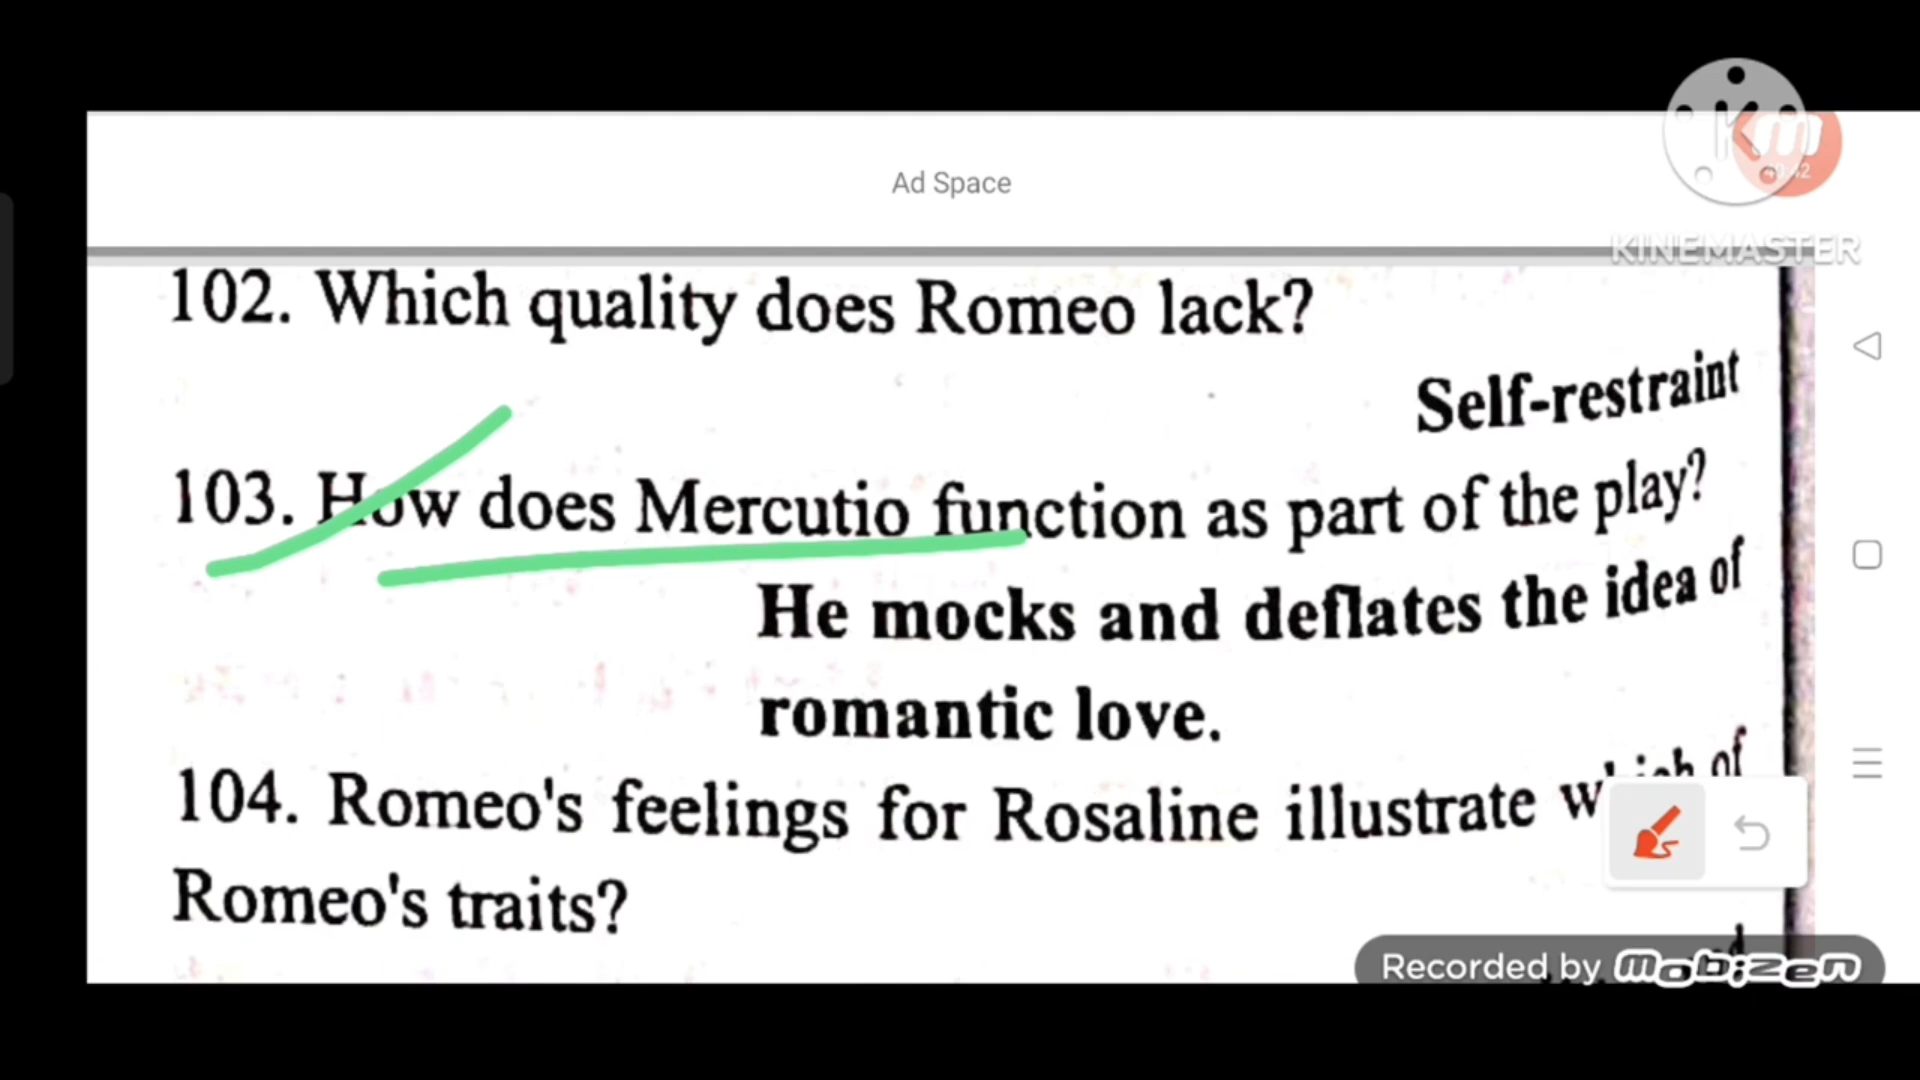 Ad Space
KINEMASTER
102. Which quality does Romeo lack?
Self-restraint
103. How does Mercutio function as part of the play?
He mocks and deflates the idea of
romantic love.
104. Romeo's feelings for Rosaline illustrate which of
Romeo's traits?
Recorded by mobizen